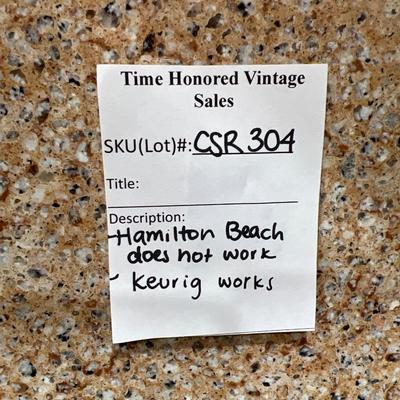 Time Honored Vintage
Sales
SKU(Lot)#: CSR 304
Title:
Description:
-Hamilton Beach
does not work
- Keurig works